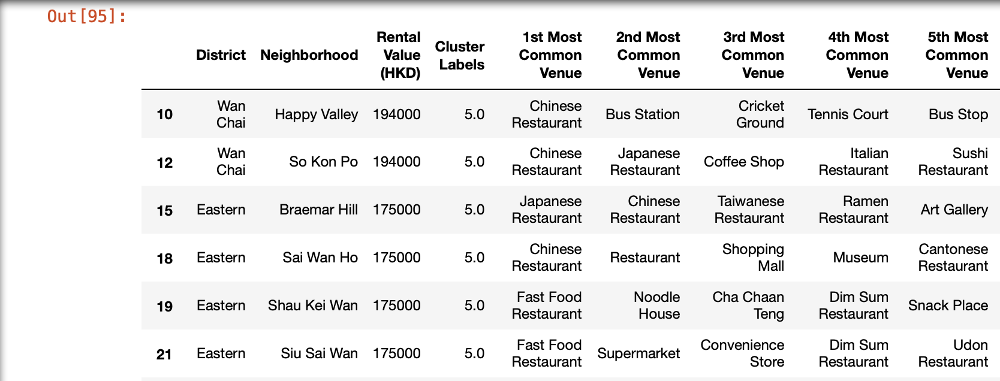 Out[95]:
District Neighborhood Rental Value (HKD) Cluster Labels 1st Most Common Venue 2nd Most Common Venue 3rd Most Common Venue 4th Most Common Venue 5th Most Common Venue
10 Wan Chai Happy Valley 194000 5.0 Chinese Restaurant Bus Station Cricket Ground Tennis Court Bus Stop
12 Wan Chai So Kon Po 194000 5.0 Chinese Restaurant Japanese Restaurant Coffee Shop Italian Restaurant Sushi Restaurant
15 Eastern Braemar Hill 175000 5.0 Japanese Restaurant Chinese Restaurant Taiwanese Restaurant Ramen Restaurant Art Gallery
18 Eastern Sai Wan Ho 175000 5.0 Chinese Restaurant Restaurant Shopping Mall Museum Cantonese Restaurant
19 Eastern Shau Kei Wan 175000 5.0 Fast Food Restaurant Noodle House Cha Chaan Teng Dim Sum Restaurant Snack Place
21 Eastern Siu Sai Wan 175000 5.0 Fast Food Restaurant Supermarket Convenience Store Dim Sum Restaurant Udon Restaurant